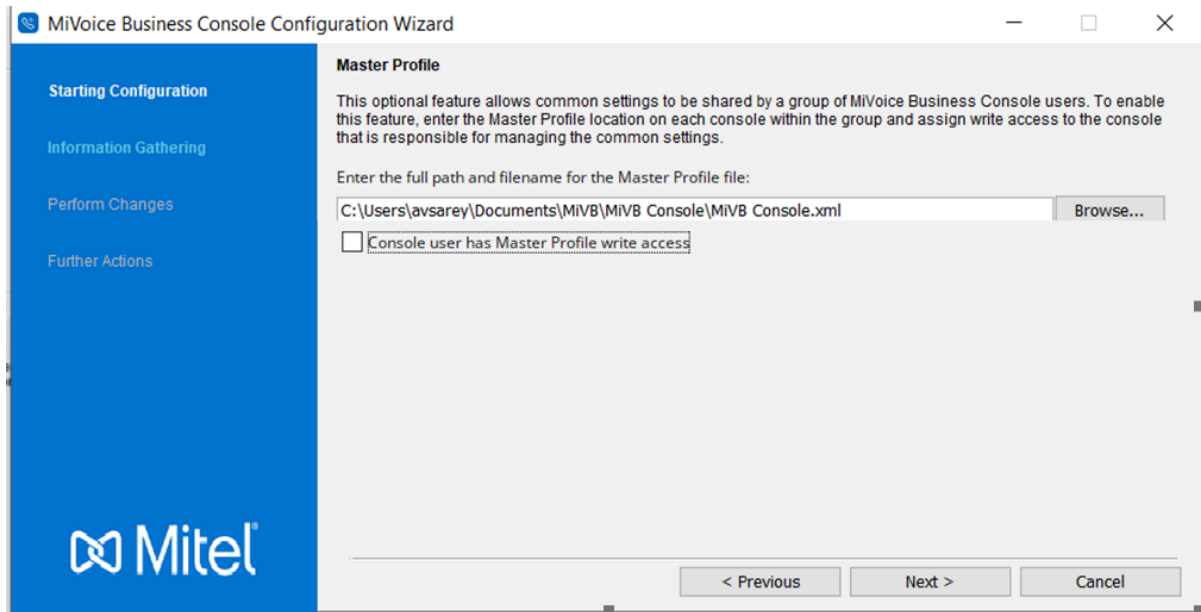 MiVoice Business Console Configuration Wizard
Starting Configuration
Information Gathering
Perform Changes
Further Actions
Mitel®
Master Profile
This optional feature allows common settings to be shared by a group of MiVoice Business Console users. To enable
this feature, enter the Master Profile location on each console within the group and assign write access to the console
that is responsible for managing the common settings.
Enter the full path and filename for the Master Profile file:
C:\Users\avsarey\Documents\MiVB\MiVB Console\MiVB Console.xml
Browse...
Console user has Master Profile write access
< Previous
Next >
Cancel